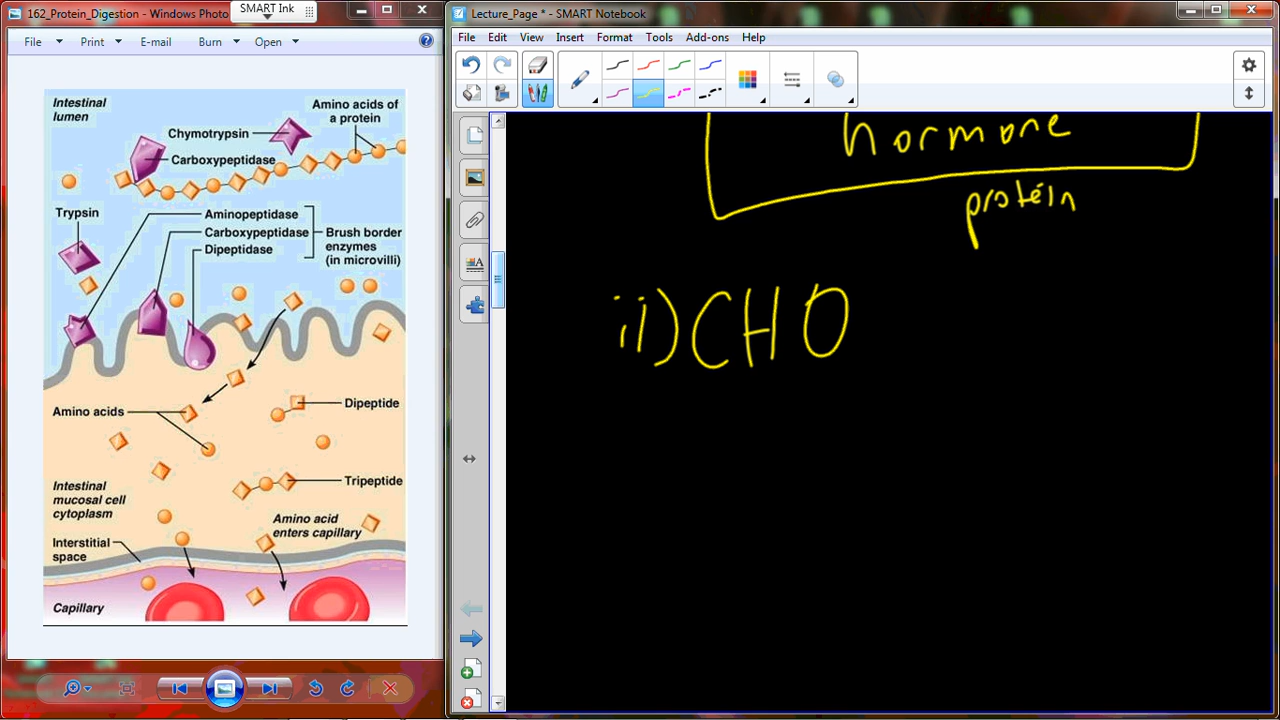 162_Protein_Digestion - Windows Photo
SMART Ink
File Print E-mail Burn Open
Intestinal
lumen
Amino acids of
a protein
Chymotrypsin
Carboxypeptidase
Trypsin
Aminopeptidase
Carboxypeptidase
Dipeptidase
Brush border
enzymes
(in microvilli)
Amino acids
Dipeptide
Tripeptide
Intestinal
mucosal cell
cytoplasm
Amino acid
enters capillary
Interstitial
space
Capillary
Lecture_Page * - SMART Notebook
File Edit View Insert Format Tools Add-ons Help
hormone
protein
ii) CHO